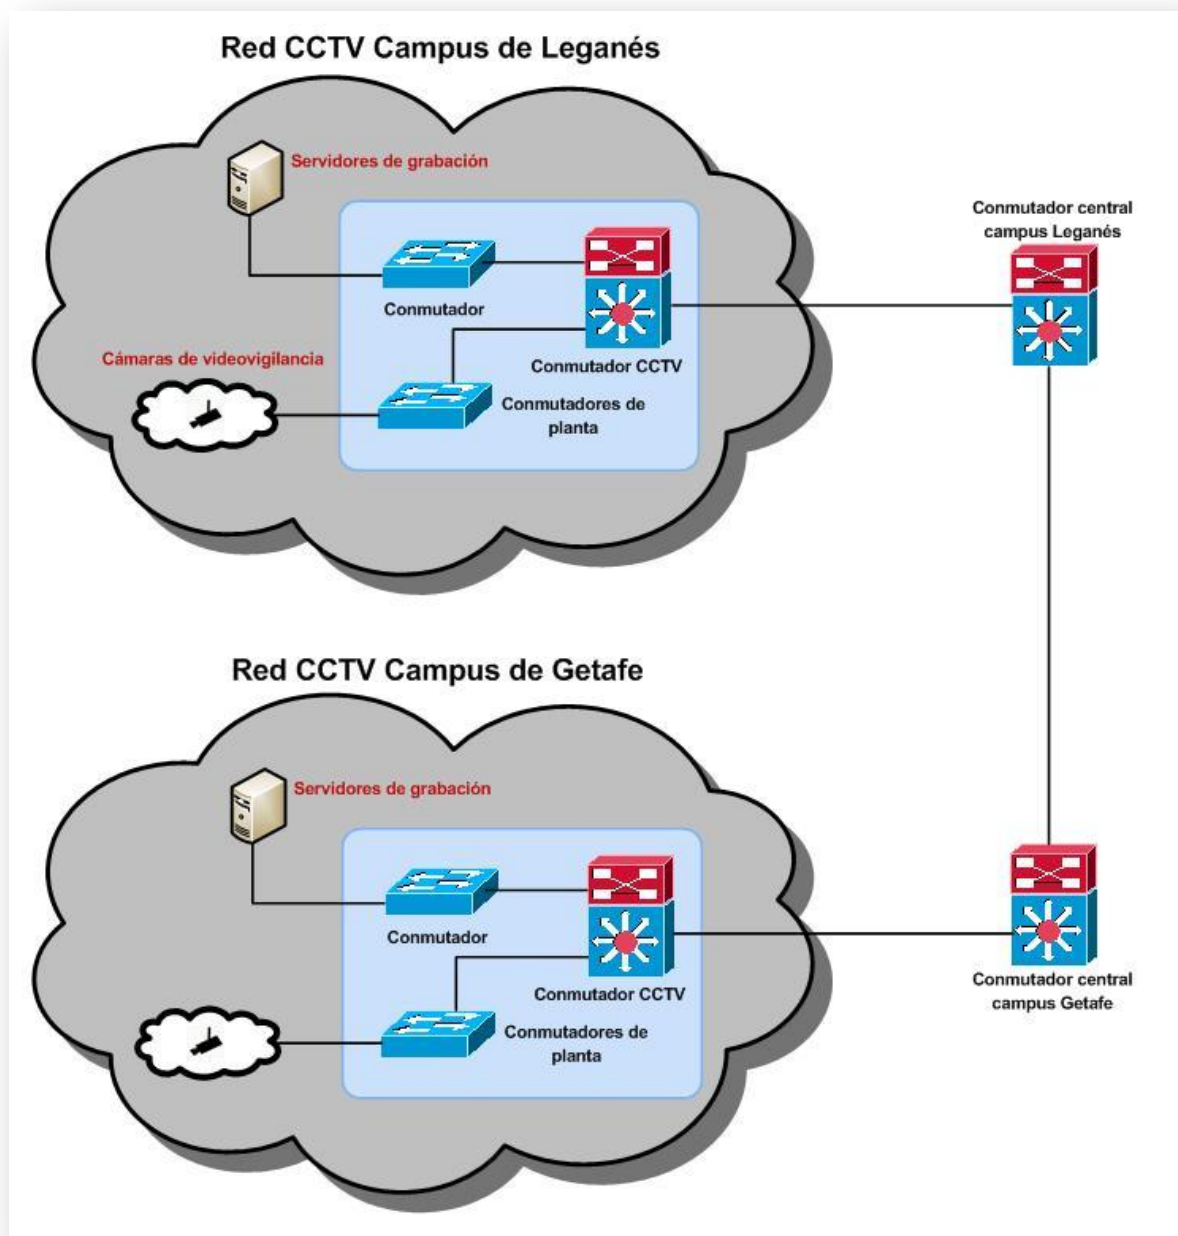 Red CCTV Campus de Leganés
Servidores de grabación
Conmutador central
campus Leganés
Conmutador
Cámaras de videovigilancia
Conmutador CCTV
Conmutadores de
planta
Red CCTV Campus de Getafe
Servidores de grabación
Conmutador
Conmutador CCTV
Conmutador central
campus Getafe
Conmutadores de
planta